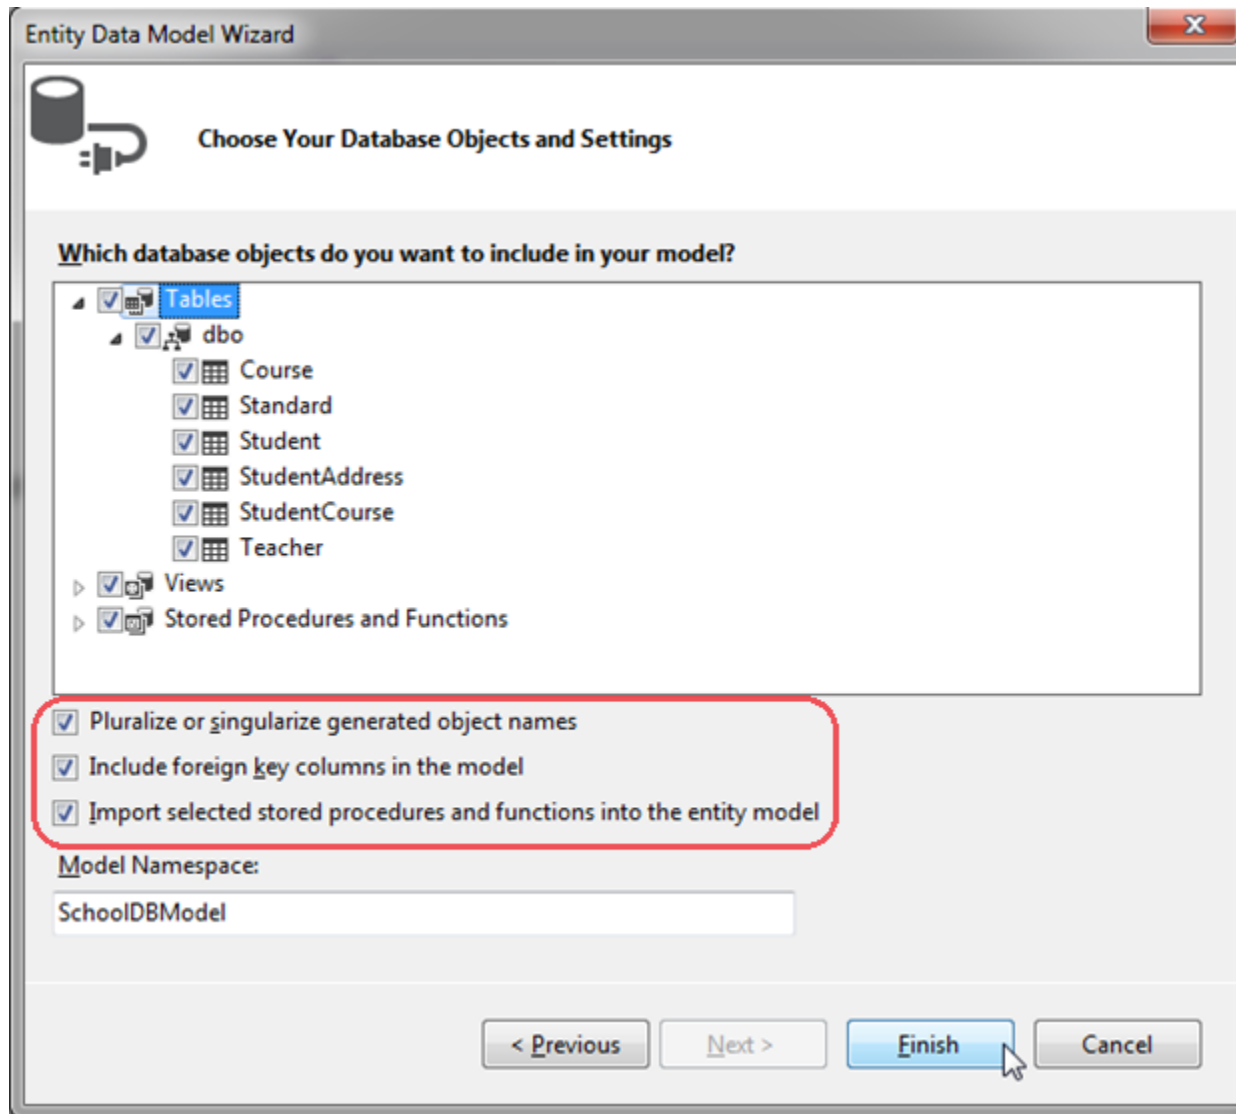 Entity Data Model Wizard
Choose Your Database Objects and Settings
Which database objects do you want to include in your model?
Tables
dbo
Course
Standard
Student
StudentAddress
StudentCourse
Teacher
Views
Stored Procedures and Functions
Pluralize or singularize generated object names
Include foreign key columns in the model
Import selected stored procedures and functions into the entity model
Model Namespace:
SchoolDBModel
< Previous Next > Finish Cancel